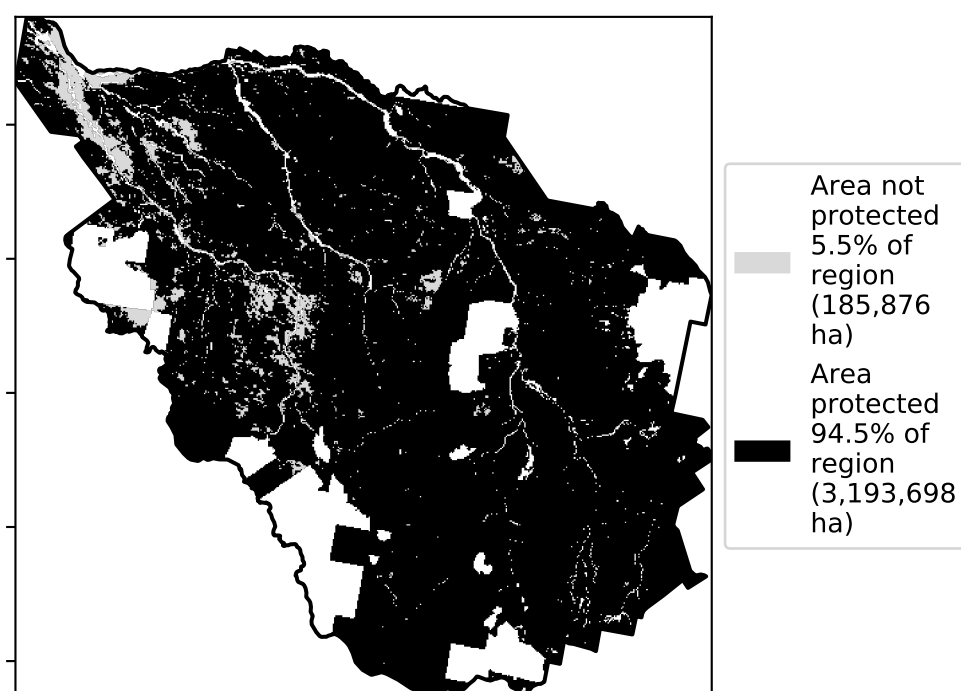 Area not
protected
5.5% of
region
(185,876
ha)
Area
protected
94.5% of
region
(3,193,698
ha)